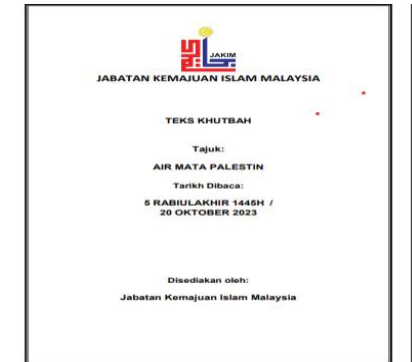 JAKIM
JABATAN KEMAJUAN ISLAM MALAYSIA
TEKS KHUTBAH
Tajuk:
AIR MATA PALESTIN
Tarikh Dibaca:
5 RABIULAKHIR 1445H /
20 OKTOBER 2023
Disediakan oleh:
Jabatan Kemajuan Islam Malaysia